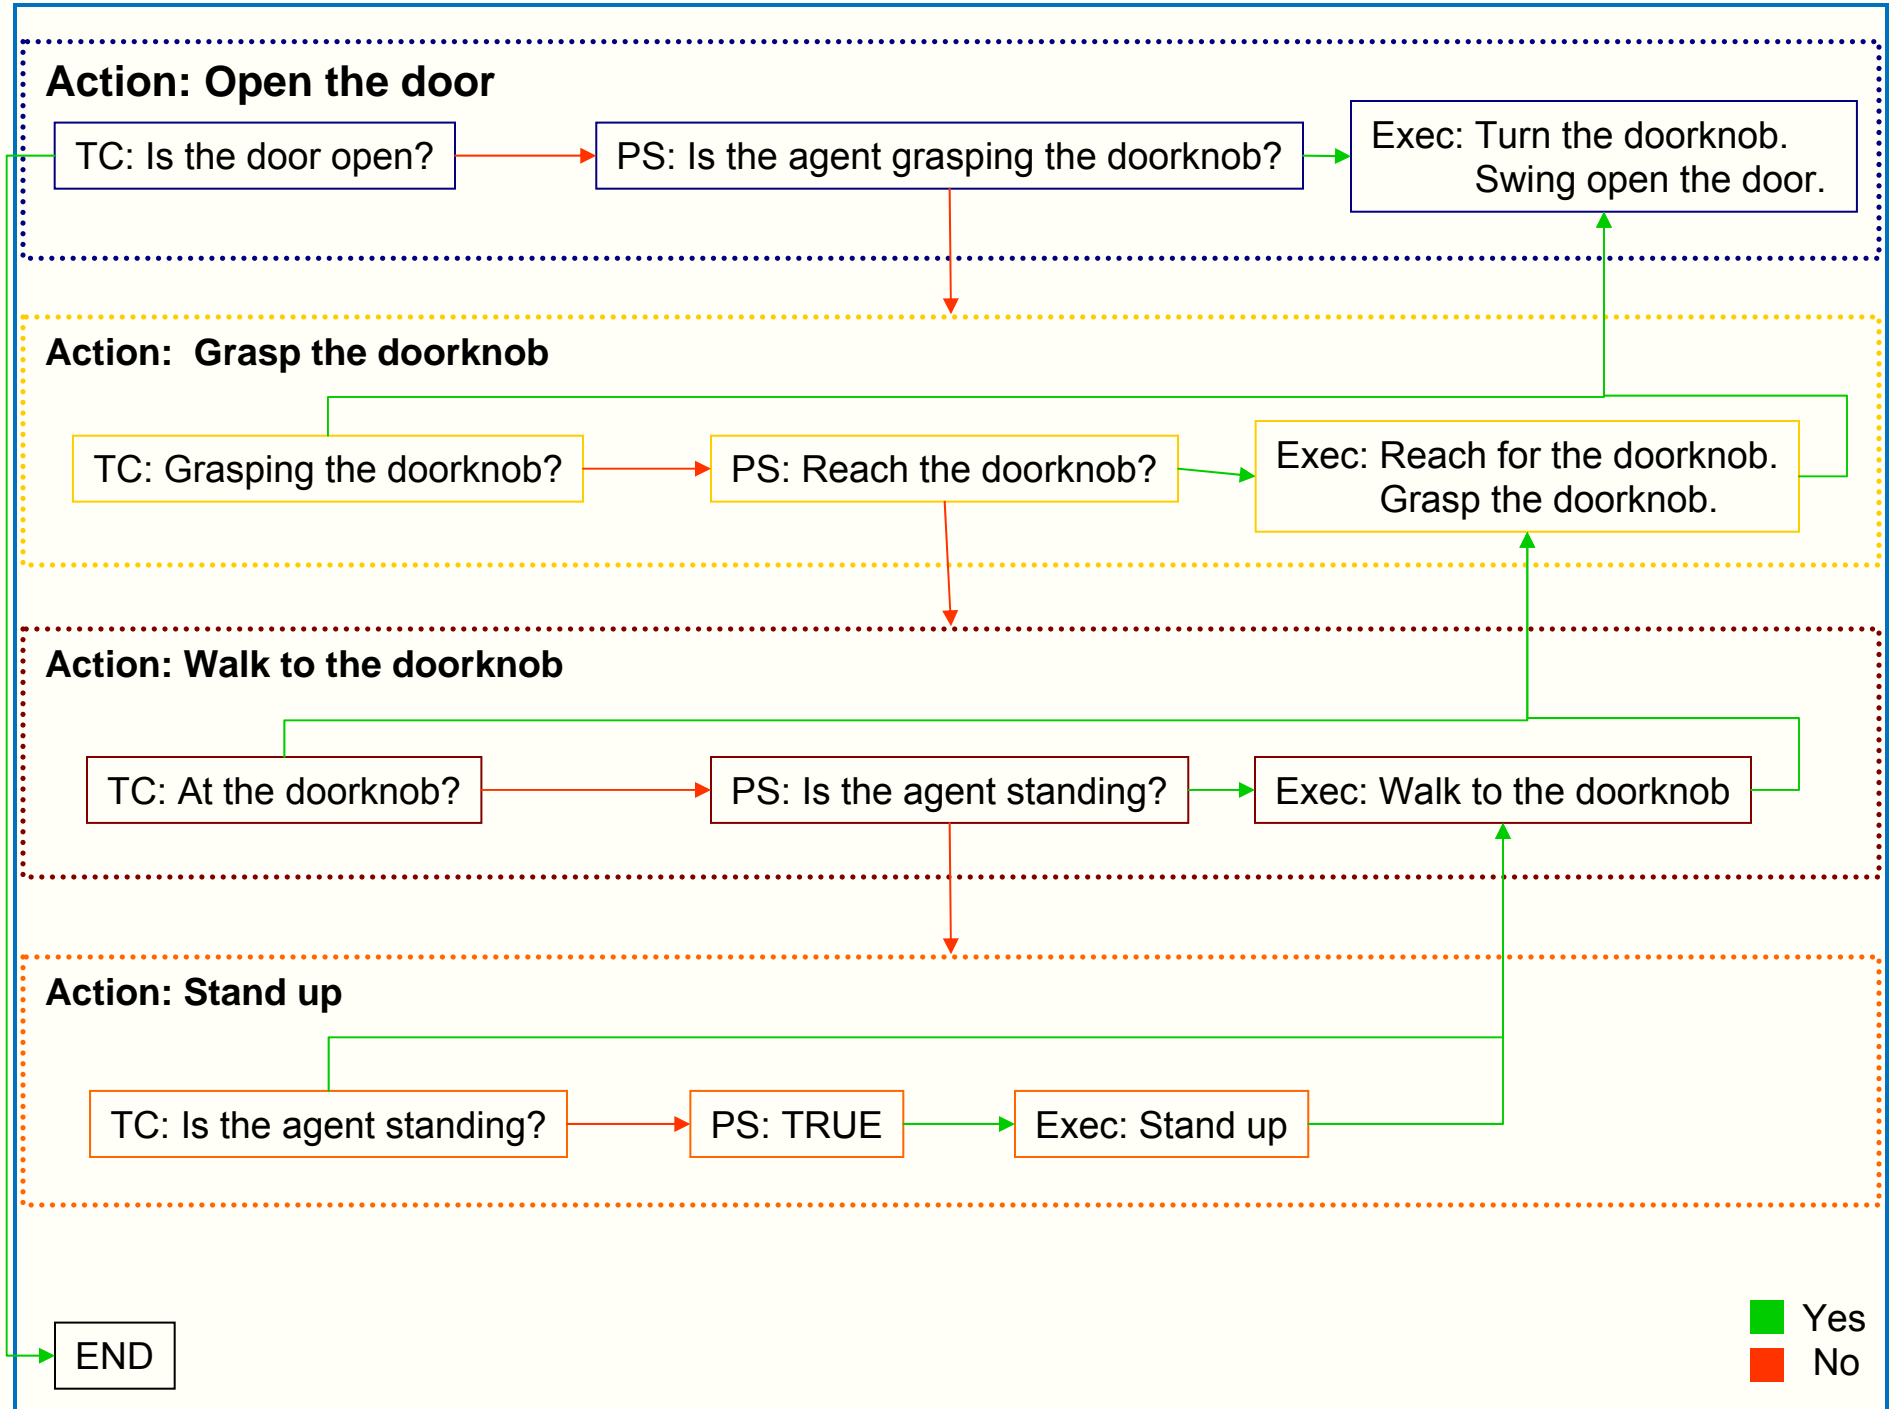 Action: Open the door
TC: Is the door open?
PS: Is the agent grasping the doorknob?
Exec: Turn the doorknob.
Swing open the door.
Action:  Grasp the doorknob
TC: Grasping the doorknob?
PS: Reach the doorknob?
Exec: Reach for the doorknob.
Grasp the doorknob.
Action: Walk to the doorknob
TC: At the doorknob?
PS: Is the agent standing?
Exec: Walk to the doorknob
Action: Stand up
TC: Is the agent standing?
PS: TRUE
Exec: Stand up
END
Yes
No